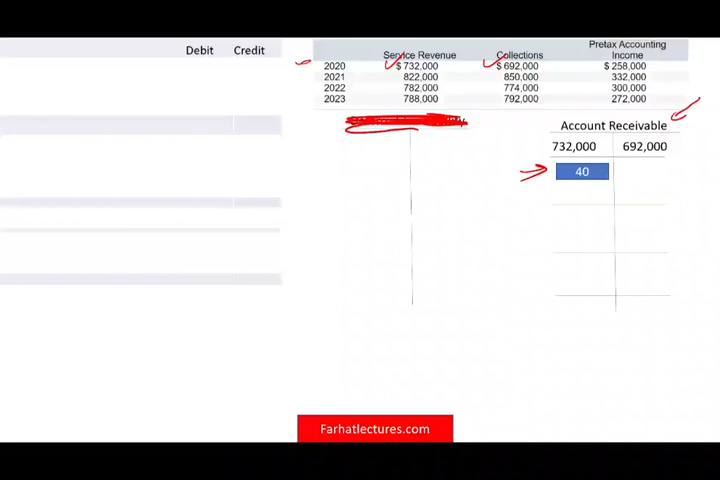 Debit Credit
Service Revenue Collections Pretax Accounting Income
2020 $ 732,000 $ 692,000 $ 258,000
2021 822,000 850,000 332,000
2022 782,000 774,000 300,000
2023 788,000 792,000 272,000
Account Receivable
732,000 692,000
40
Farhatlectures.com